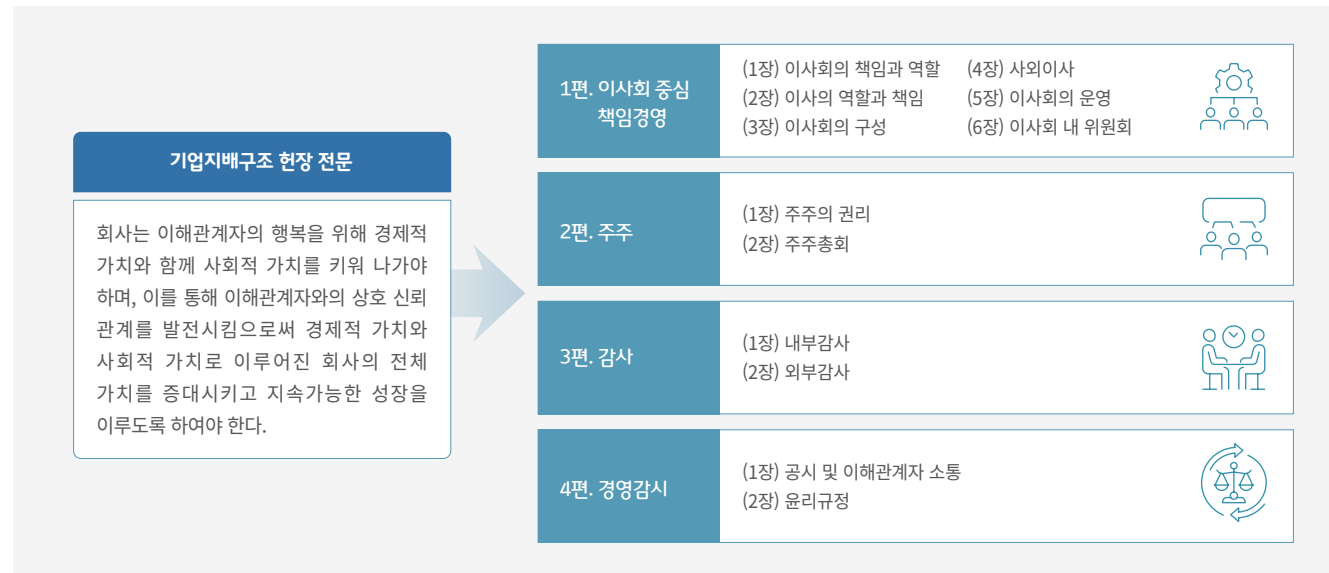 기업지배구조 헌장 전문
회사는 이해관계자의 행복을 위해 경제적
가치와 함께 사회적 가치를 키워 나가야
하며, 이를 통해 이해관계자와의 상호 신뢰
관계를 발전시킴으로써 경제적 가치와
사회적 가치로 이루어진 회사의 전체
가치를 증대시키고 지속가능한 성장을
이루도록 하여야 한다.
1편. 이사회 중심
책임경영
(1장) 이사회의 책임과 역할
(2장) 이사의 역할과 책임
(3장) 이사회의 구성
(4장) 사외이사
(5장) 이사회의 운영
(6장) 이사회 내 위원회
2편. 주주
(1장) 주주의 권리
(2장) 주주총회
3편. 감사
(1장) 내부감사
(2장) 외부감사
4편. 경영감시
(1장) 공시 및 이해관계자 소통
(2장) 윤리규정